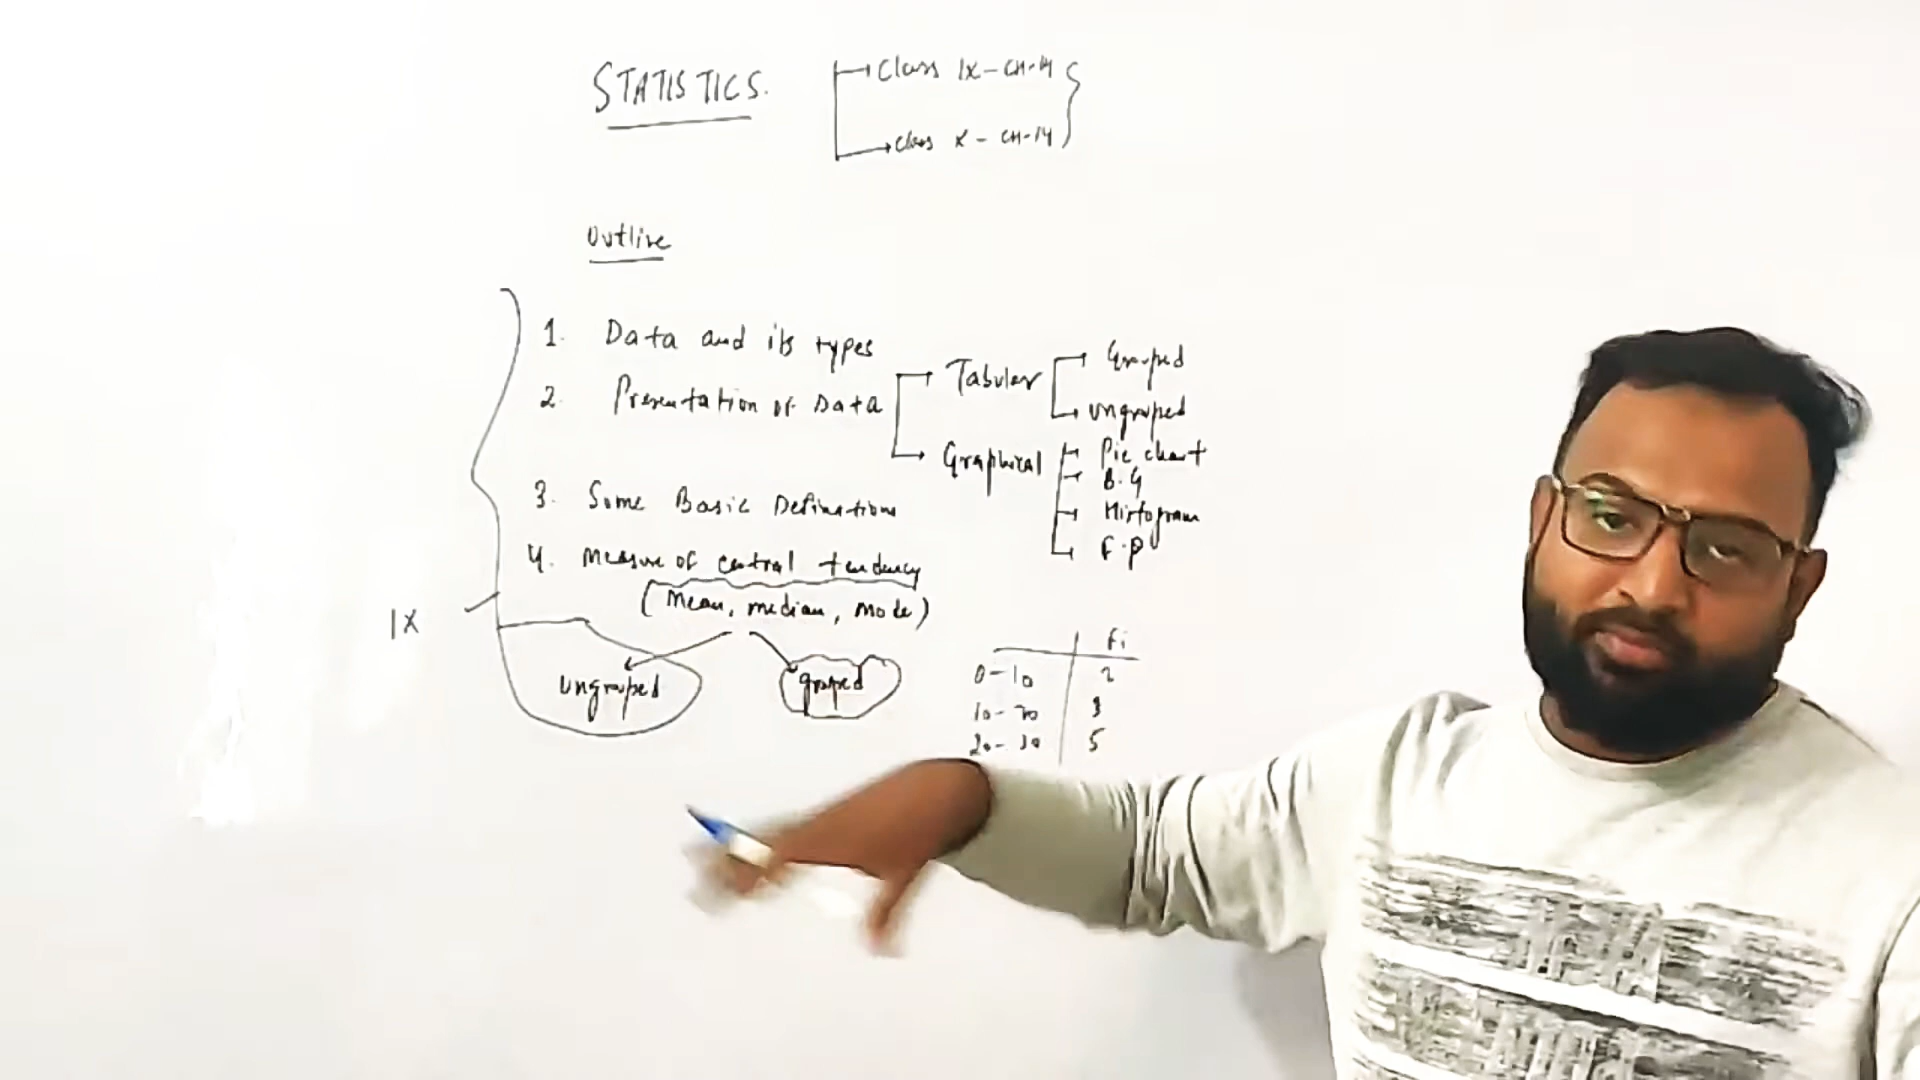 STATISTICS.
Class IX - CH-14
Class X - CH-14
Outline
1. Data and its types
2. Presentation of Data
Tabular
Grouped
Ungrouped
Graphical
Pie chart
B.G
Histogram
F.P
3. Some Basic Definations
4. Measure of central tendency
(Mean, median, mode)
IX
ungrouped
grouped
Fi
0-10 2
10-20 3
20-30 5